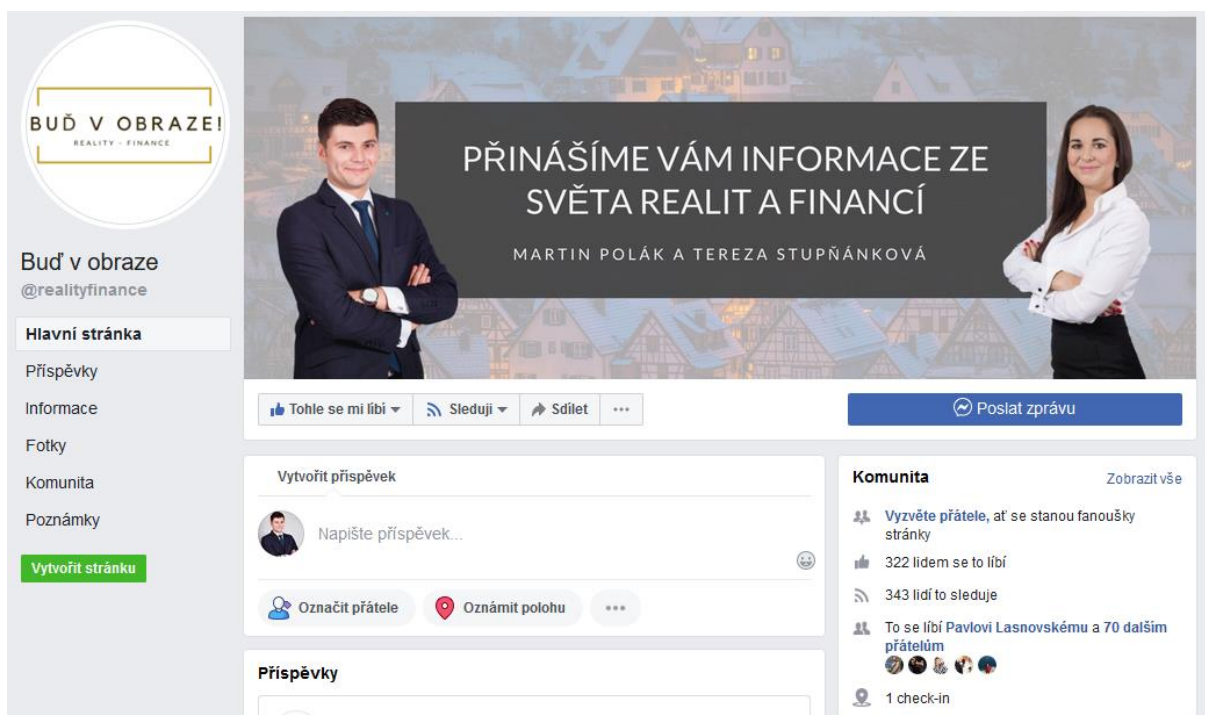 BUĎ V OBRAZE!
REALITY - FINANCE
Buď v obraze
@realityfinance
Hlavní stránka
Příspěvky
Informace
Fotky
Komunita
Poznámky
Vytvořit stránku
PŘINÁŠÍME VÁM INFORMACE ZE
SVĚTA REALIT A FINANCÍ
MARTIN POLÁK A TEREZA STUPŇÁNKOVÁ
Tohle se mi líbí
Sleduji
Sdílet
Poslat zprávu
Vytvořit příspěvek
Napište příspěvek...
Označit přátele
Oznámit polohu
Příspěvky
Komunita
Zobrazit vše
Vyzvěte přátele, ať se stanou fanoušky
stránky
322 lidem se to líbí
343 lidí to sleduje
To se líbí Pavlovi Lasnovskému a 70 dalším
přátelům
1 check-in